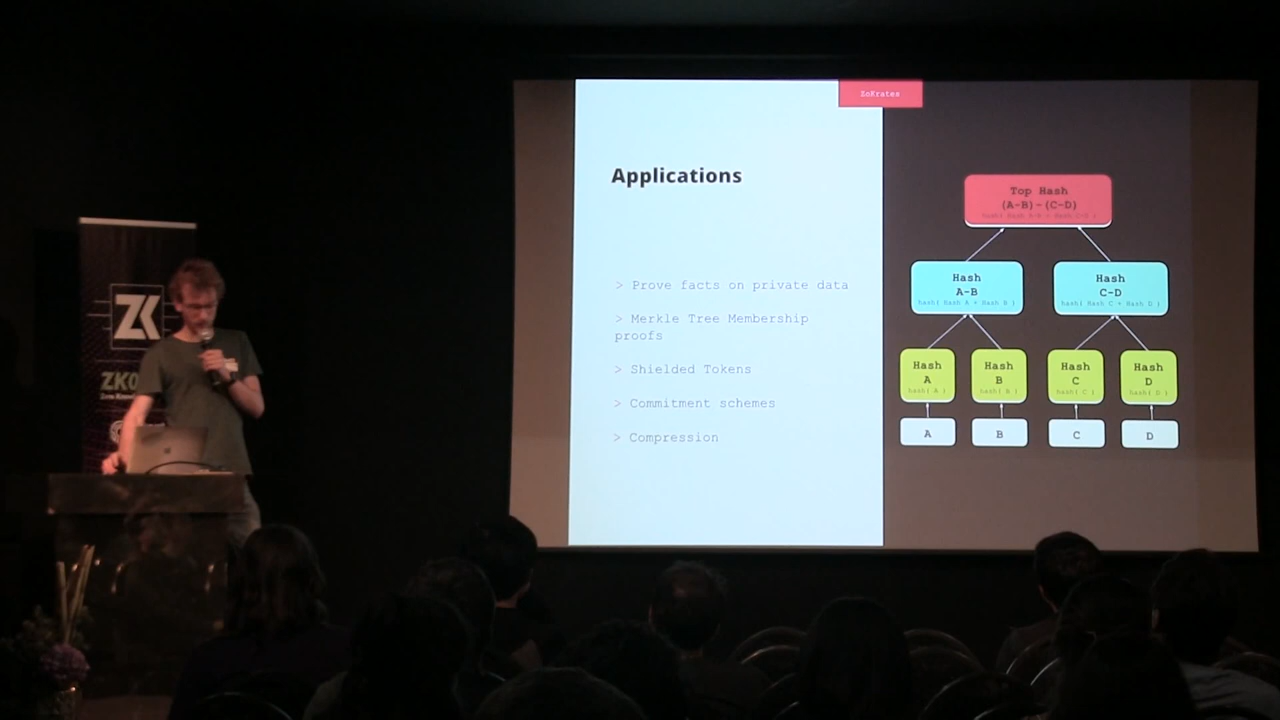 ZoKrates
Applications
> Prove facts on private data
> Merkle Tree Membership
proofs
> Shielded Tokens
> Commitment schemes
> Compression
Top Hash
(A-B)-(C-D)
Hash
A-B
hash( Hash A + Hash B )
Hash
C-D
hash( Hash C + Hash D )
Hash
A
hash( A )
Hash
B
hash( B )
Hash
C
hash( C )
Hash
D
hash( D )
A
B
C
D
ZK